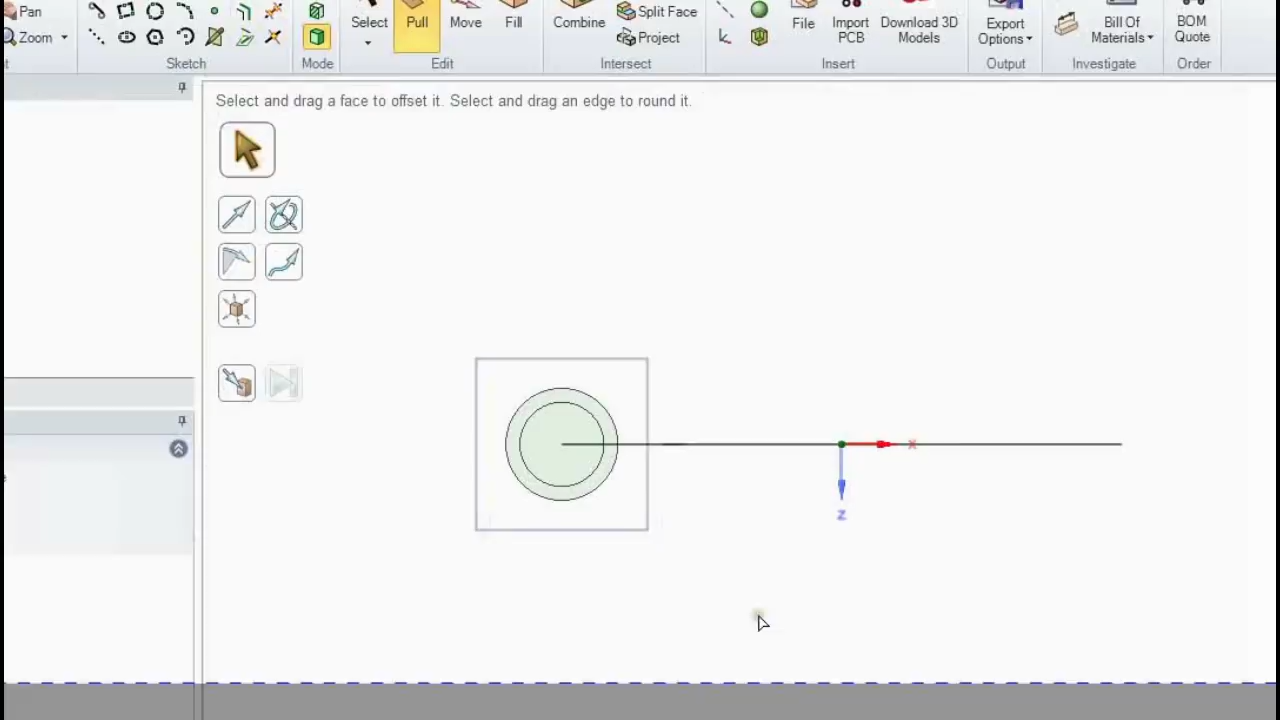 Pan
Zoom
Select
Pull
Move
Fill
Combine
Split Face
Project
File
Import PCB
Download 3D Models
Export Options
Bill Of Materials
BOM Quote
t
Sketch
Mode
Edit
Intersect
Insert
Output
Investigate
Order
Select and drag a face to offset it. Select and drag an edge to round it.
X
e
Z